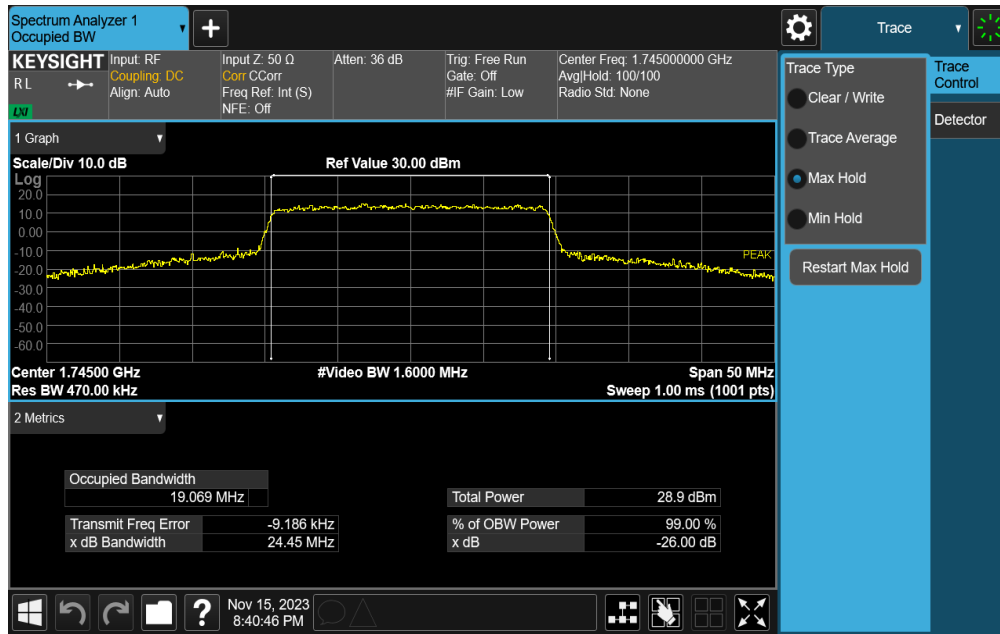 Spectrum Analyzer 1
Occupied BW
+
Trace
KEYSIGHT
R L
LXI
Input: RF
Coupling: DC
Align: Auto
Input Z: 50 Ω
Corr CCorr
Freq Ref: Int (S)
NFE: Off
Atten: 36 dB
Trig: Free Run
Gate: Off
#IF Gain: Low
Center Freq: 1.745000000 GHz
Avg|Hold: 100/100
Radio Std: None
Trace Type
Clear / Write
Trace Average
Max Hold
Min Hold
Restart Max Hold
Trace
Control
Detector
1 Graph
Scale/Div 10.0 dB
Ref Value 30.00 dBm
Log
20.0
10.0
0.00
-10.0
-20.0
-30.0
-40.0
-50.0
-60.0
PEAK
Center 1.74500 GHz
#Video BW 1.6000 MHz
Span 50 MHz
Res BW 470.00 kHz
Sweep 1.00 ms (1001 pts)
2 Metrics
Occupied Bandwidth
19.069 MHz
Total Power 28.9 dBm
Transmit Freq Error -9.186 kHz
% of OBW Power 99.00 %
x dB Bandwidth 24.45 MHz
x dB -26.00 dB
?
Nov 15, 2023
8:40:46 PM